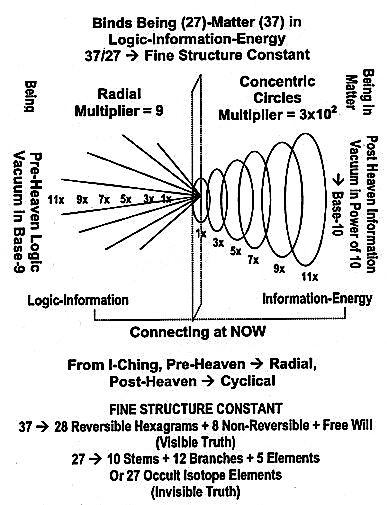 Binds Being (27)-Matter (37) in
Logic-Information-Energy
37/27 → Fine Structure Constant
Being
Radial
Multiplier = 9
Concentric
Circles
Multiplier = 3x10²
Being in
Matter
Pre-Heaven Logic
Vacuum in Base-9
11x 9x 7x 5x 3x 1x
1x
3x
5x
7x
9x
11x
Post Heaven Information
Vacuum in Power of 10
→ Base-10
Logic-Information
Information-Energy
Connecting at NOW
From I-Ching, Pre-Heaven → Radial,
Post-Heaven → Cyclical
FINE STRUCTURE CONSTANT
37 → 28 Reversible Hexagrams + 8 Non-Reversible + Free Will
(Visible Truth)
27 → 10 Stems + 12 Branches + 5 Elements
Or 27 Occult Isotope Elements
(Invisible Truth)